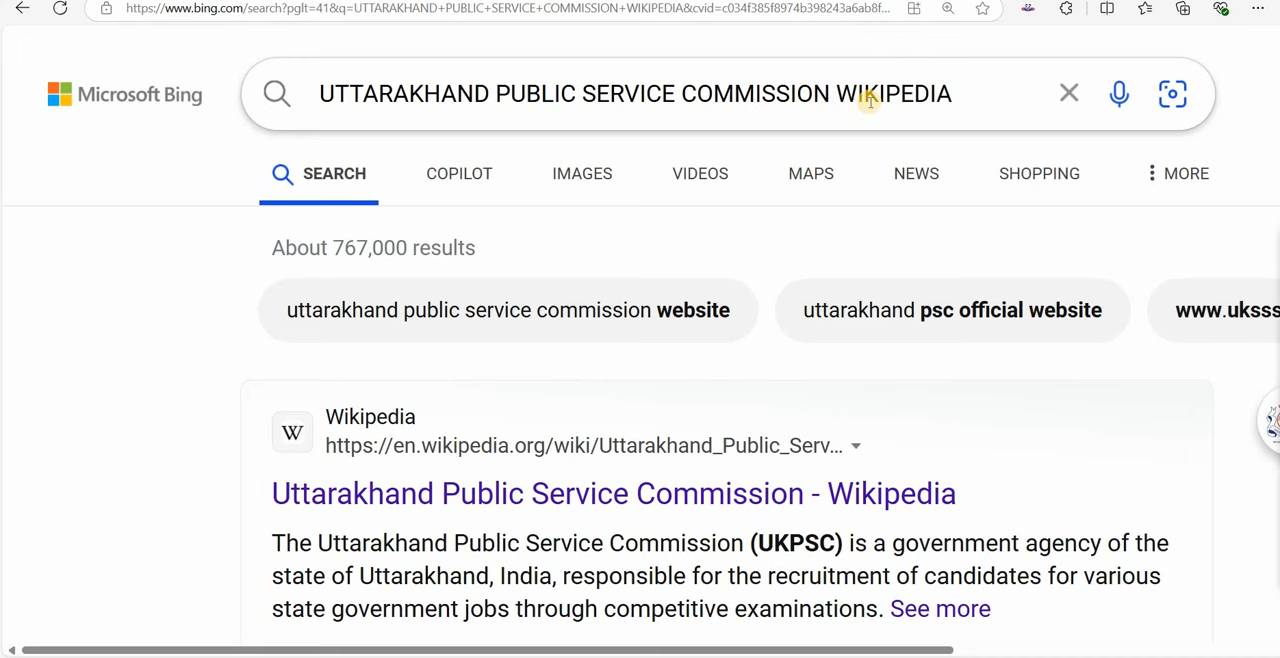 https://www.bing.com/search?pglt=41&q=UTTARAKHAND+PUBLIC+SERVICE+COMMISSION+WIKIPEDIA&cvid=c034f385f8974b398243a6ab8f...
Microsoft Bing
UTTARAKHAND PUBLIC SERVICE COMMISSION WIKIPEDIA
SEARCH COPILOT IMAGES VIDEOS MAPS NEWS SHOPPING MORE
About 767,000 results
uttarakhand public service commission website
uttarakhand psc official website
www.uksss
W
Wikipedia
https://en.wikipedia.org/wiki/Uttarakhand_Public_Serv...
Uttarakhand Public Service Commission - Wikipedia
The Uttarakhand Public Service Commission (UKPSC) is a government agency of the
state of Uttarakhand, India, responsible for the recruitment of candidates for various
state government jobs through competitive examinations. See more